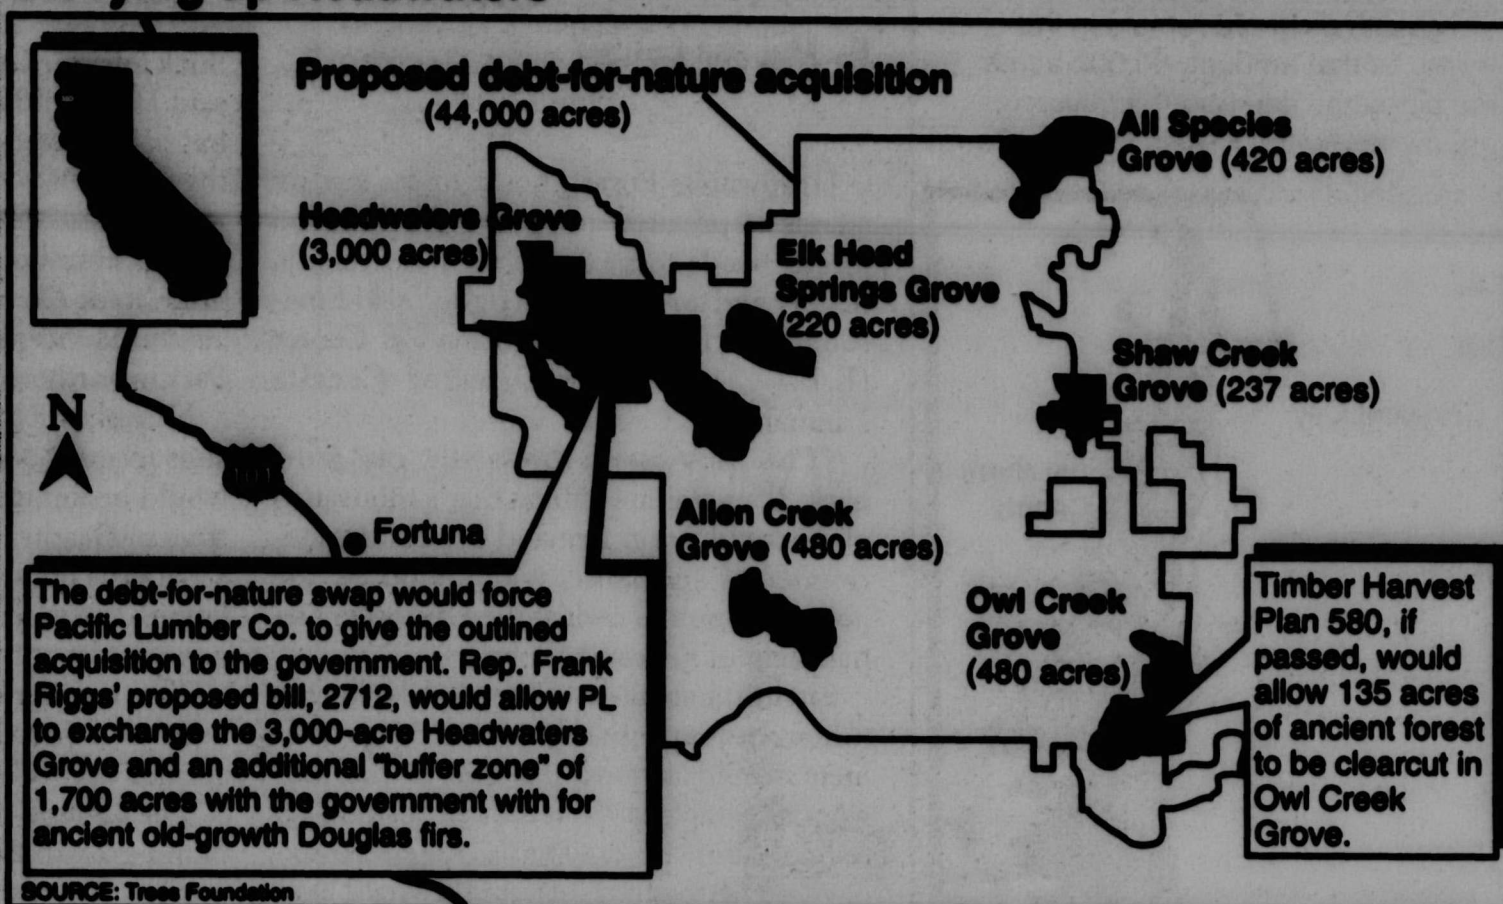 Proposed debt-for-nature acquisition
(44,000 acres)
All Species
Grove (420 acres)
Headwaters Grove
(3,000 acres)
Elk Head
Springs Grove
(220 acres)
Shaw Creek
Grove (237 acres)
N
101
Fortuna
Allen Creek
Grove (480 acres)
Owl Creek
Grove
(480 acres)
The debt-for-nature swap would force
Pacific Lumber Co. to give the outlined
acquisition to the government. Rep. Frank
Riggs' proposed bill, 2712, would allow PL
to exchange the 3,000-acre Headwaters
Grove and an additional "buffer zone" of
1,700 acres with the government with for
ancient old-growth Douglas firs.
Timber Harvest
Plan 580, if
passed, would
allow 135 acres
of ancient forest
to be clearcut in
Owl Creek
Grove.
SOURCE: Trees Foundation